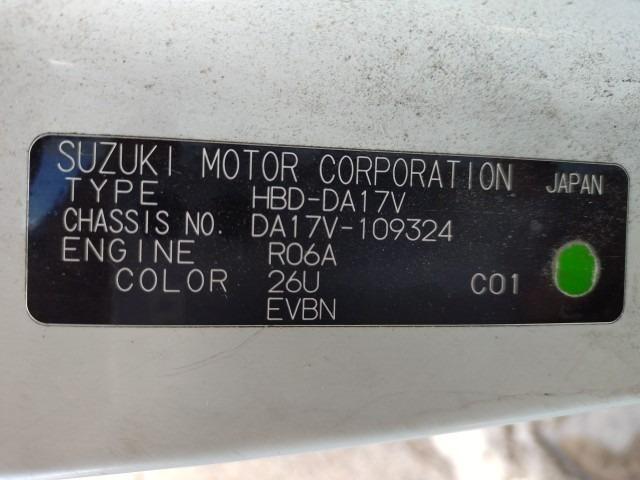 SUZUKI MOTOR CORPORATION JAPAN
TYPE HBD-DA17V
CHASSIS NO. DA17V-109324
ENGINE R06A
COLOR 26U C01
EVBN